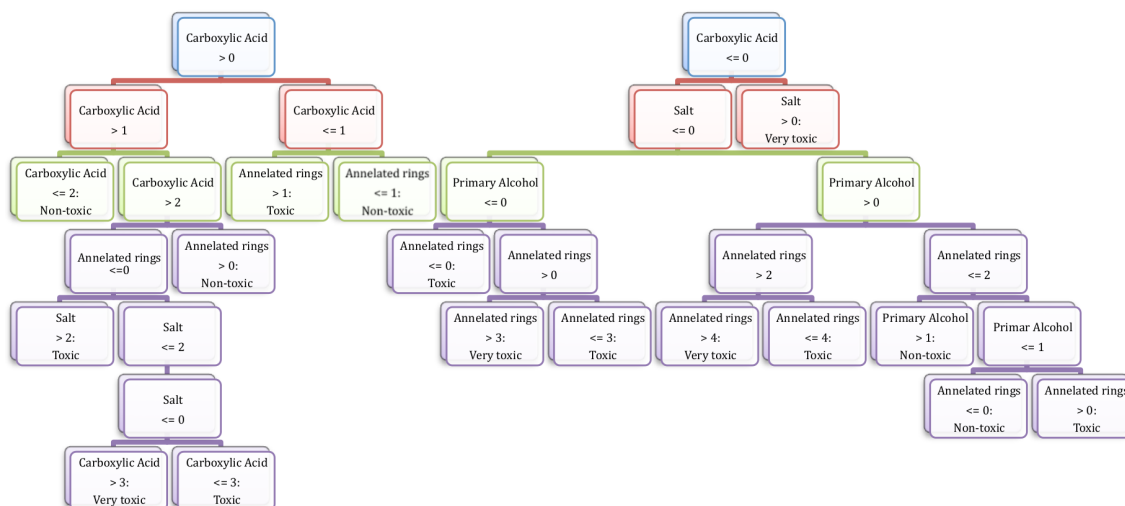 Carboxylic Acid
> 0
Carboxylic Acid
<= 0
Carboxylic Acid
> 1
Carboxylic Acid
<= 1
Salt
<= 0
Salt
> 0:
Very toxic
Carboxylic Acid
<= 2:
Non-toxic
Carboxylic Acid
> 2
Annelated rings
> 1:
Toxic
Annelated rings
<= 1:
Non-toxic
Primary Alcohol
<= 0
Primary Alcohol
> 0
Annelated rings
<=0
Annelated rings
> 0:
Non-toxic
Annelated rings
<= 0:
Toxic
Annelated rings
> 0
Annelated rings
> 2
Annelated rings
<= 2
Salt
> 2:
Toxic
Salt
<= 2
Annelated rings
> 3:
Very toxic
Annelated rings
<= 3:
Toxic
Annelated rings
> 4:
Very toxic
Annelated rings
<= 4:
Toxic
Primary Alcohol
> 1:
Non-toxic
Primar Alcohol
<= 1
Salt
<= 0
Annelated rings
<= 0:
Non-toxic
Annelated rings
> 0:
Toxic
Carboxylic Acid
> 3:
Very toxic
Carboxylic Acid
<= 3:
Toxic